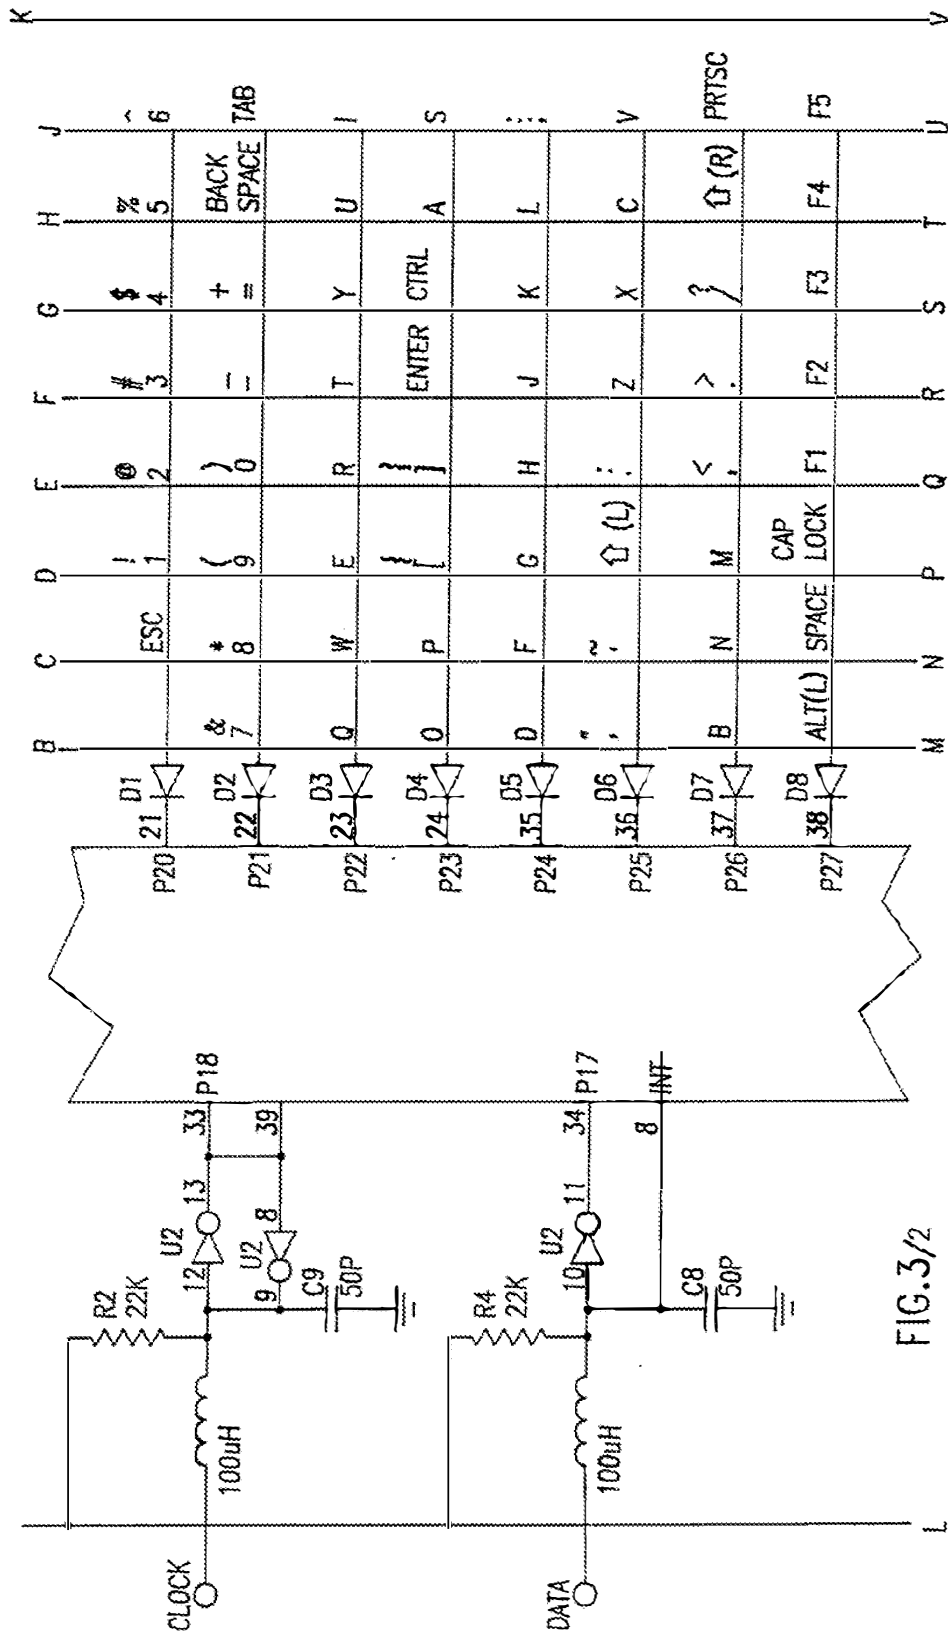 K V
J ^ 6 TAB I S V PRTSC F5 U
H % 5 BACK SPACE U A L C ⇧(R) F4 T
G $ 4 + = Y CTRL K X ? / F3 S
F # 3 _ - T ENTER J Z > . F2 R
E @ 2 ) 0 R } ] H < , F1 Q
D ! 1 ( 9 E { [ G ⇧(L) M CAP LOCK P
C ESC * 8 W P F ~ N SPACE N
B & 7 Q O D " ' B ALT(L) M
D1 D2 D3 D4 D5 D6 D7 D8
21 22 23 24 35 36 37 38
P20 P21 P22 P23 P24 P25 P26 P27
P18 P17 INT
33 39 34 8
13 8 11
U2 U2 U2
12 9 10
R2 22K C9 50P R4 22K C8 50P
100uH 100uH
L
CLOCK DATA
FIG.3/2